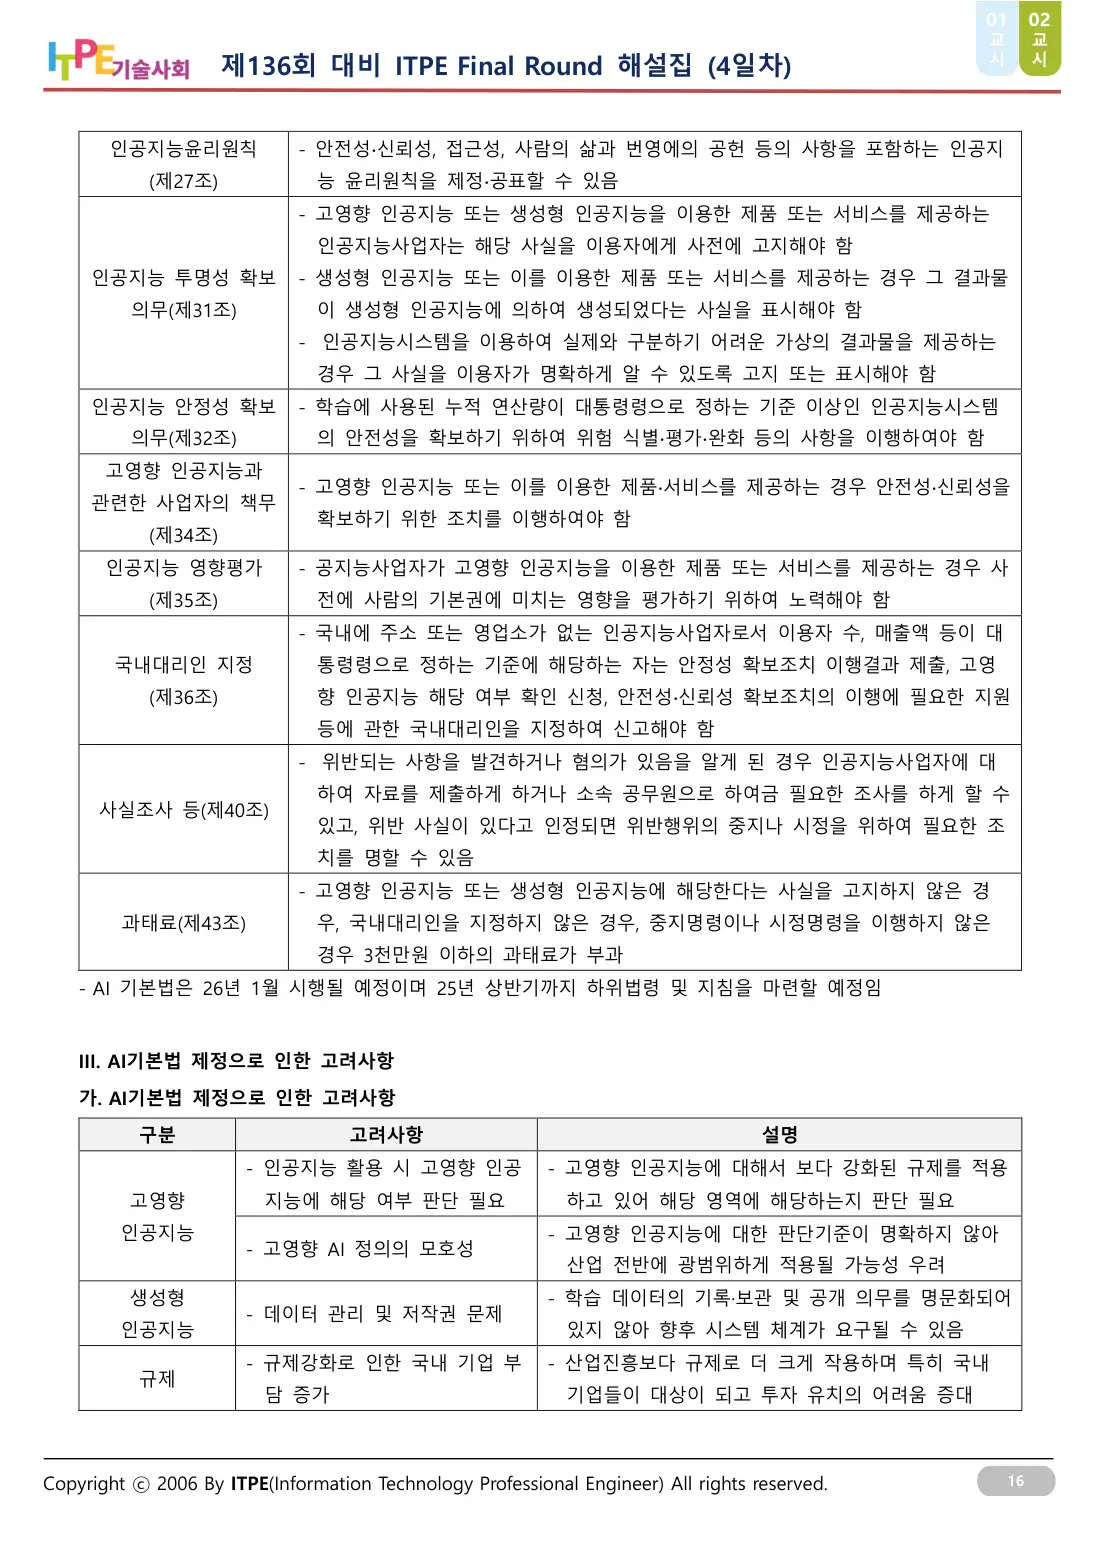 01
교
시
02
교
시
ITPE기술사회 제136회 대비 ITPE Final Round 해설집 (4일차)
인공지능윤리원칙
(제27조)
- 안전성·신뢰성, 접근성, 사람의 삶과 번영에의 공헌 등의 사항을 포함하는 인공지
능 윤리원칙을 제정·공표할 수 있음
인공지능 투명성 확보
의무(제31조)
- 고영향 인공지능 또는 생성형 인공지능을 이용한 제품 또는 서비스를 제공하는
인공지능사업자는 해당 사실을 이용자에게 사전에 고지해야 함
- 생성형 인공지능 또는 이를 이용한 제품 또는 서비스를 제공하는 경우 그 결과물
이 생성형 인공지능에 의하여 생성되었다는 사실을 표시해야 함
- 인공지능시스템을 이용하여 실제와 구분하기 어려운 가상의 결과물을 제공하는
경우 그 사실을 이용자가 명확하게 알 수 있도록 고지 또는 표시해야 함
인공지능 안정성 확보
의무(제32조)
- 학습에 사용된 누적 연산량이 대통령령으로 정하는 기준 이상인 인공지능시스템
의 안전성을 확보하기 위하여 위험 식별·평가·완화 등의 사항을 이행하여야 함
고영향 인공지능과
관련한 사업자의 책무
(제34조)
- 고영향 인공지능 또는 이를 이용한 제품·서비스를 제공하는 경우 안전성·신뢰성을
확보하기 위한 조치를 이행하여야 함
인공지능 영향평가
(제35조)
- 공지능사업자가 고영향 인공지능을 이용한 제품 또는 서비스를 제공하는 경우 사
전에 사람의 기본권에 미치는 영향을 평가하기 위하여 노력해야 함
국내대리인 지정
(제36조)
- 국내에 주소 또는 영업소가 없는 인공지능사업자로서 이용자 수, 매출액 등이 대
통령령으로 정하는 기준에 해당하는 자는 안정성 확보조치 이행결과 제출, 고영
향 인공지능 해당 여부 확인 신청, 안전성·신뢰성 확보조치의 이행에 필요한 지원
등에 관한 국내대리인을 지정하여 신고해야 함
사실조사 등(제40조)
- 위반되는 사항을 발견하거나 혐의가 있음을 알게 된 경우 인공지능사업자에 대
하여 자료를 제출하게 하거나 소속 공무원으로 하여금 필요한 조사를 하게 할 수
있고, 위반 사실이 있다고 인정되면 위반행위의 중지나 시정을 위하여 필요한 조
치를 명할 수 있음
과태료(제43조)
- 고영향 인공지능 또는 생성형 인공지능에 해당한다는 사실을 고지하지 않은 경
우, 국내대리인을 지정하지 않은 경우, 중지명령이나 시정명령을 이행하지 않은
경우 3천만원 이하의 과태료가 부과
- AI 기본법은 26년 1월 시행될 예정이며 25년 상반기까지 하위법령 및 지침을 마련할 예정임
III. AI기본법 제정으로 인한 고려사항
가. AI기본법 제정으로 인한 고려사항
구분 고려사항 설명
고영향
인공지능
- 인공지능 활용 시 고영향 인공
지능에 해당 여부 판단 필요
- 고영향 인공지능에 대해서 보다 강화된 규제를 적용
하고 있어 해당 영역에 해당하는지 판단 필요
- 고영향 AI 정의의 모호성
- 고영향 인공지능에 대한 판단기준이 명확하지 않아
산업 전반에 광범위하게 적용될 가능성 우려
생성형
인공지능
- 데이터 관리 및 저작권 문제
- 학습 데이터의 기록·보관 및 공개 의무를 명문화되어
있지 않아 향후 시스템 체계가 요구될 수 있음
규제
- 규제강화로 인한 국내 기업 부
담 증가
- 산업진흥보다 규제로 더 크게 작용하며 특히 국내
기업들이 대상이 되고 투자 유치의 어려움 증대
Copyright ⓒ 2006 By ITPE(Information Technology Professional Engineer) All rights reserved.
16